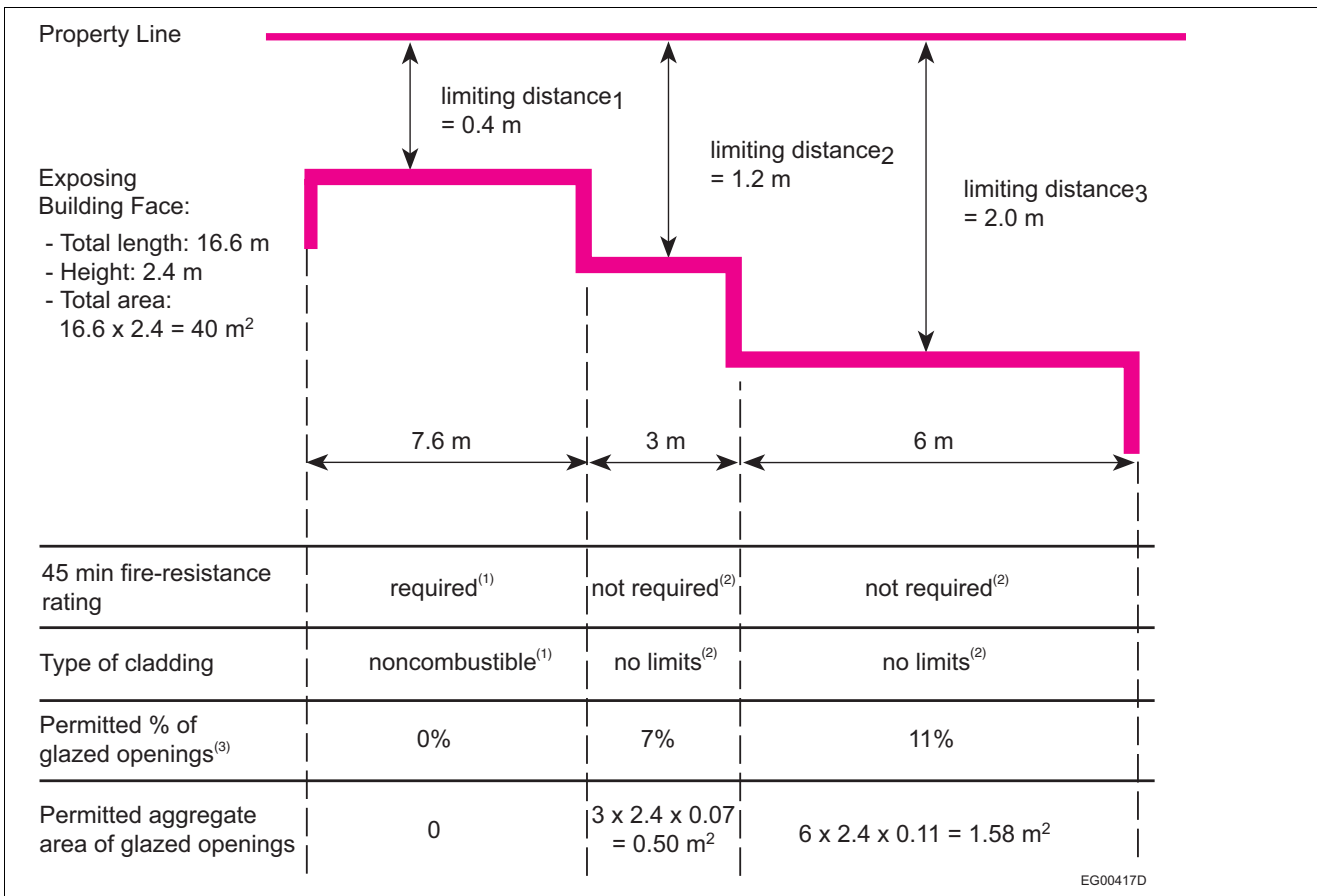 Property Line
limiting distance1
= 0.4 m
limiting distance2
= 1.2 m
limiting distance3
= 2.0 m
Exposing
Building Face:
- Total length: 16.6 m
- Height: 2.4 m
- Total area:
16.6 x 2.4 = 40 m²
7.6 m
3 m
6 m
45 min fire-resistance
rating
required(1)
not required(2)
not required(2)
Type of cladding
noncombustible(1)
no limits(2)
no limits(2)
Permitted % of
glazed openings(3)
0%
7%
11%
Permitted aggregate
area of glazed openings
0
3 x 2.4 x 0.07
= 0.50 m²
6 x 2.4 x 0.11 = 1.58 m²
EG00417D